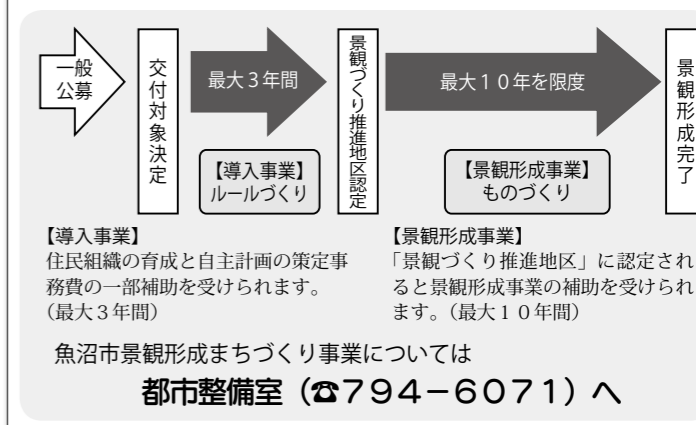 一般
公募
交付対象決定
最大３年間
【導入事業】
ルールづくり
景観づくり推進地区認定
最大１０年を限度
【景観形成事業】
ものづくり
景観形成完了
【導入事業】
住民組織の育成と自主計画の策定事
務費の一部補助を受けられます。
（最大３年間）
【景観形成事業】
「景観づくり推進地区」に認定され
ると景観形成事業の補助を受けられ
ます。（最大１０年間）
魚沼市景観形成まちづくり事業については
都市整備室（☎７９４－６０７１）へ